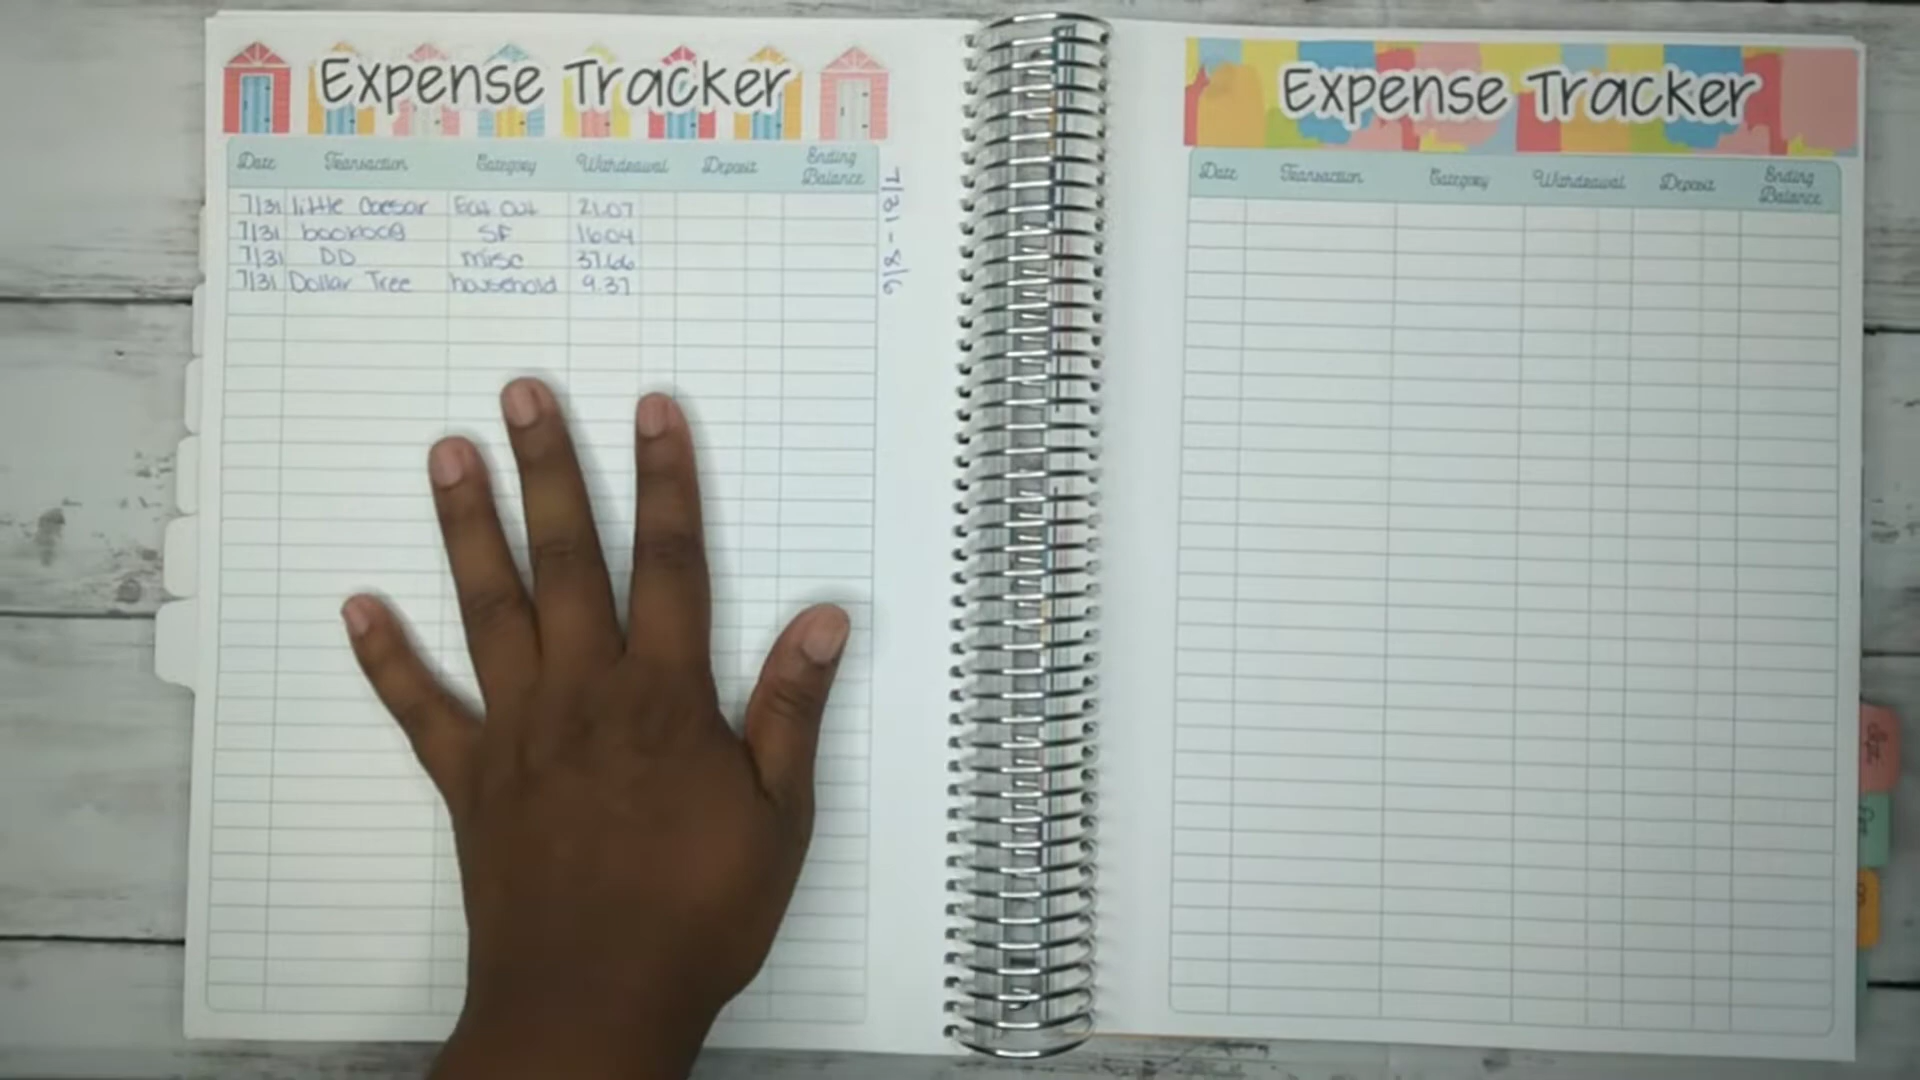 Expense Tracker
Date Transaction Category Withdrawal Deposit Ending Balance
7/31 little Caesar Eat Out 21.07
7/31 SF 16.04
7/31 DD misc 37.66
7/31 Dollar Tree household 9.37
7/31 - 8/6
Expense Tracker
Date Transaction Category Withdrawal Deposit Ending Balance